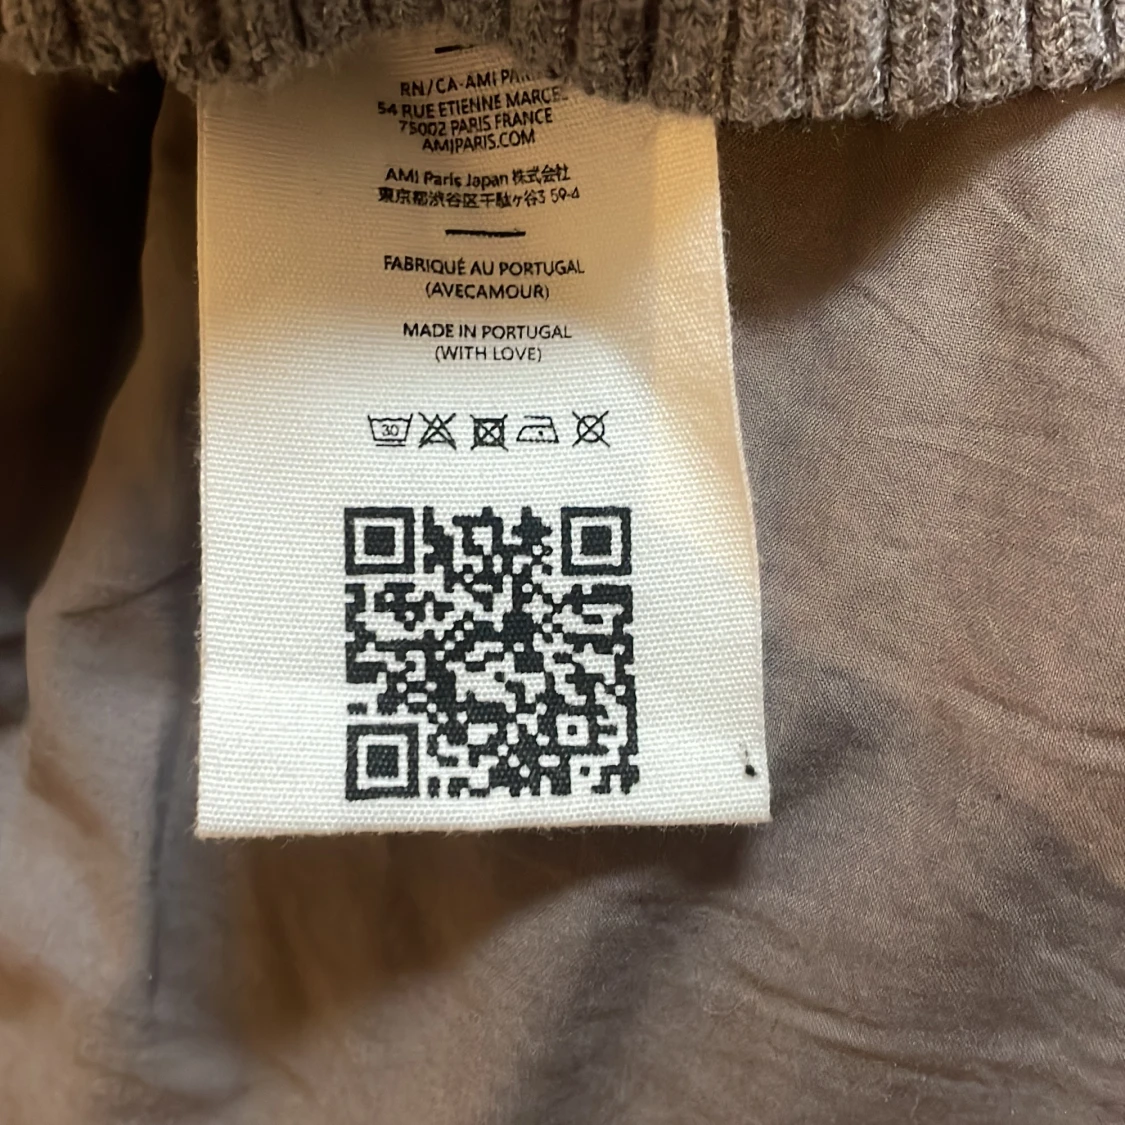 RN/CA-AMI
54 RUE ETIENNE
75002 PARIS FRANCE
AMIPARIS.COM
AMI Paris Japan 株式会社
東京都渋谷区千駄ヶ谷3 59-4
FABRIQUÉ AU PORTUGAL
(AVECAMOUR)
MADE IN PORTUGAL
(WITH LOVE)
30